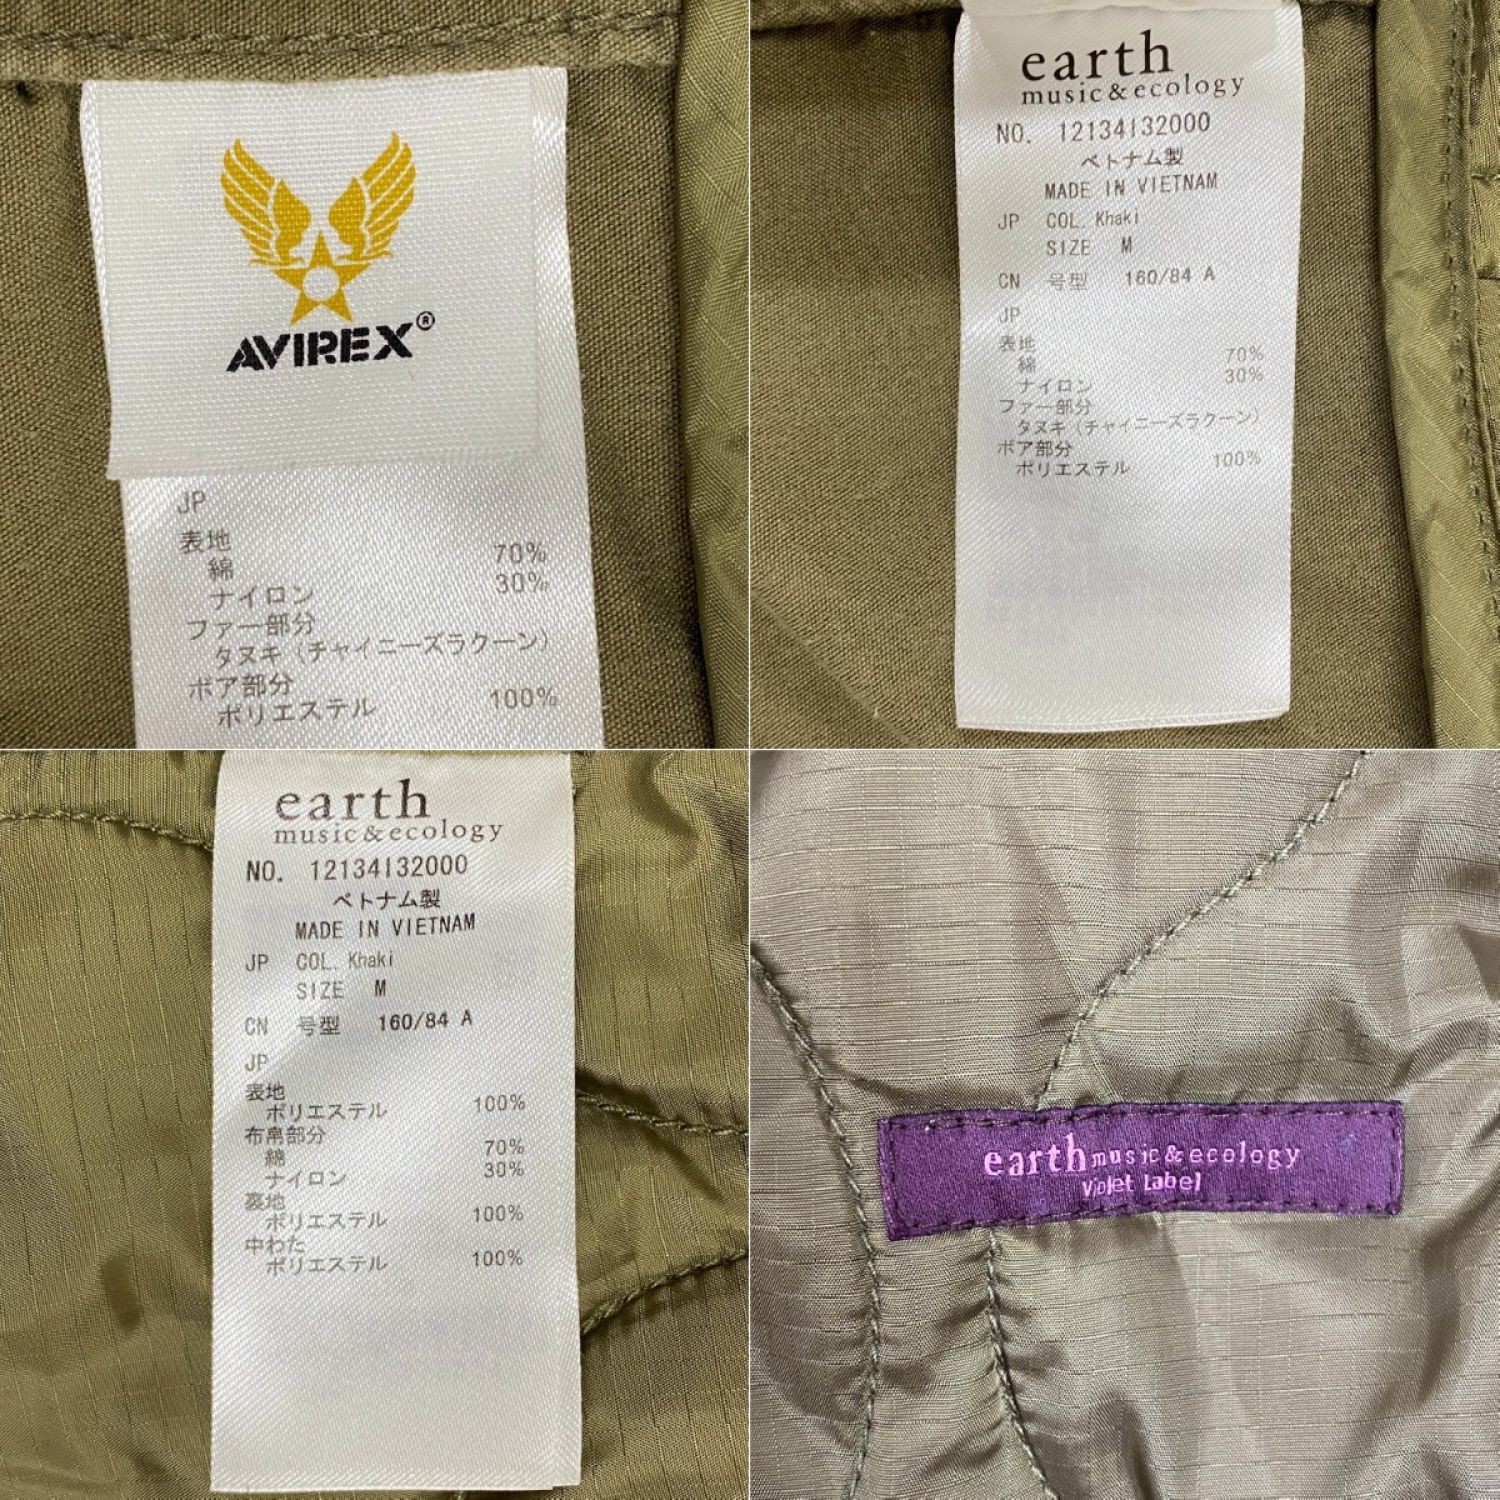 AVIREX®
JP
表地
綿 70%
ナイロン 30%
ファー部分
タヌキ（チャイニーズラクーン）
ボア部分
ポリエステル 100%
earth
music&ecology
NO. 12134132000
ベトナム製
MADE IN VIETNAM
JP COL. Khaki
SIZE M
CN 号型 160/84 A
JP
表地
綿 70%
ナイロン 30%
ファー部分
タヌキ（チャイニーズラクーン）
ボア部分
ポリエステル 100%
earth
music&ecology
NO. 12134132000
ベトナム製
MADE IN VIETNAM
JP COL. Khaki
SIZE M
CN 号型 160/84 A
JP
表地
ポリエステル 100%
布帛部分
綿 70%
ナイロン 30%
裏地
ポリエステル 100%
中わた
ポリエステル 100%
earth music&ecology
Violet Label